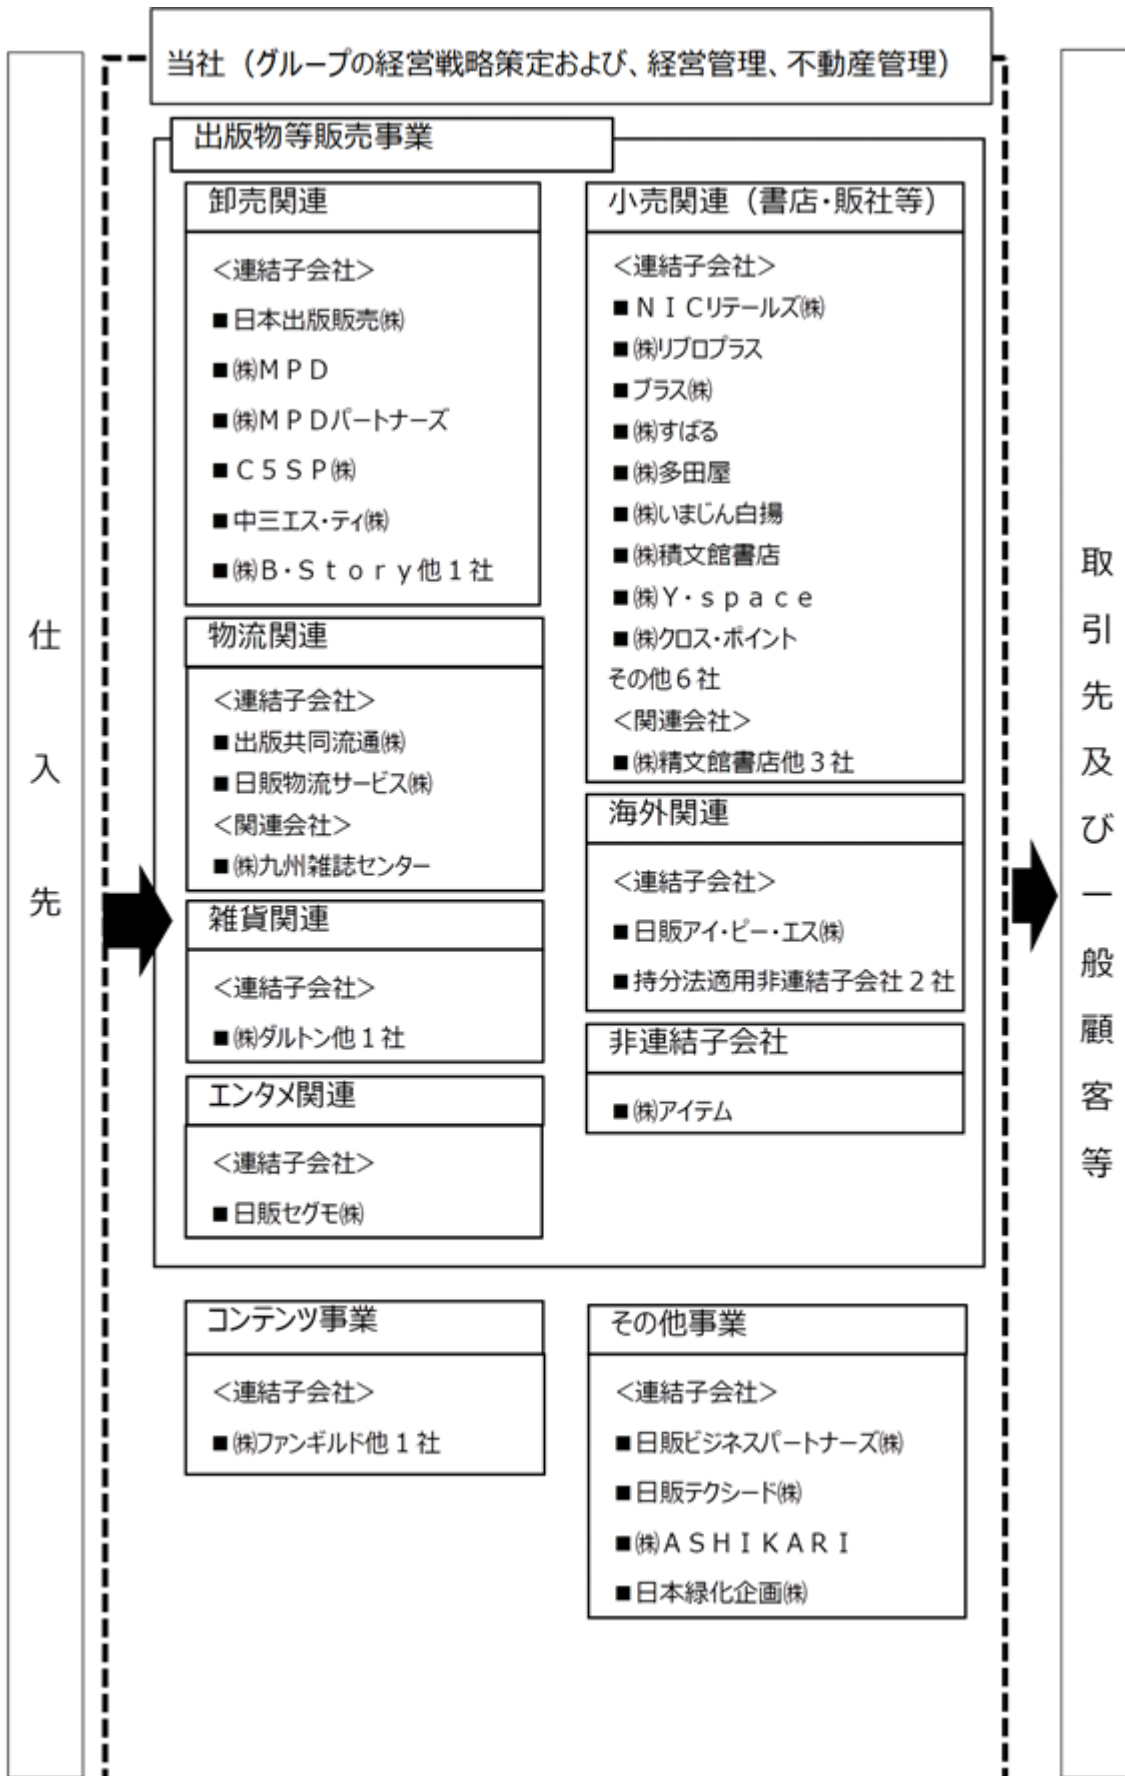 当社（グループの経営戦略策定および、経営管理、不動産管理）
仕入先
出版物等販売事業
卸売関連
＜連結子会社＞
■日本出版販売㈱
■㈱ＭＰＤ
■㈱ＭＰＤパートナーズ
■Ｃ５ＳＰ㈱
■中三エス・ティ㈱
■㈱Ｂ・Ｓｔｏｒｙ他１社
物流関連
＜連結子会社＞
■出版共同流通㈱
■日販物流サービス㈱
＜関連会社＞
■㈱九州雑誌センター
雑貨関連
＜連結子会社＞
■㈱ダルトン他１社
エンタメ関連
＜連結子会社＞
■日販セグモ㈱
小売関連（書店・販社等）
＜連結子会社＞
■ＮＩＣリテールズ㈱
■㈱リブロプラス
■ブラス㈱
■㈱すばる
■㈱多田屋
■㈱いまじん白揚
■㈱積文館書店
■㈱Ｙ・ｓｐａｃｅ
■㈱クロス・ポイント
その他６社
＜関連会社＞
■㈱精文館書店他３社
海外関連
＜連結子会社＞
■日販アイ・ピー・エス㈱
■持分法適用非連結子会社２社
非連結子会社
■㈱アイテム
コンテンツ事業
＜連結子会社＞
■㈱ファンギルド他１社
その他事業
＜連結子会社＞
■日販ビジネスパートナーズ㈱
■日販テクシード㈱
■㈱ＡＳＨＩＫＡＲＩ
■日本緑化企画㈱
取引先及び一般顧客等